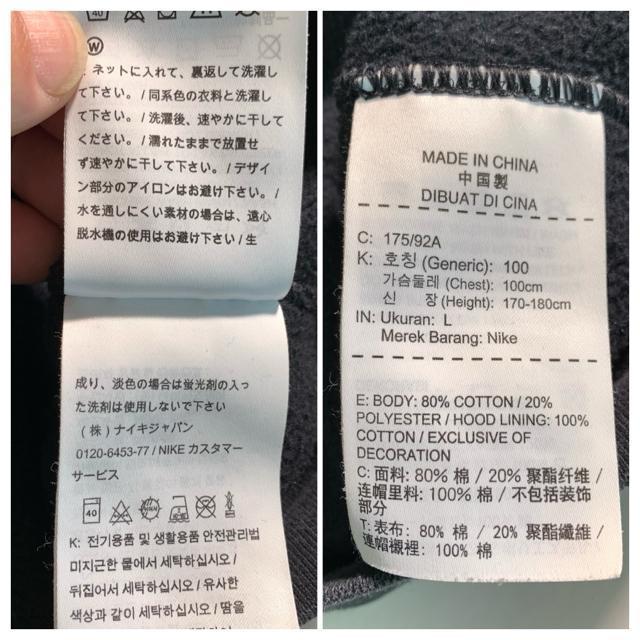 W
ネットに入れて、裏返して洗濯し
て下さい。/同系色の衣料と洗濯し
て下さい。/洗濯後、速やかに干して
ください。/濡れたままで放置せ
ず速やかに干して下さい。/デザイ
ン部分のアイロンはお避け下さい。/
水を通しにくい素材の場合は、遠心
脱水機の使用はお避け下さい/生
成り、淡色の場合は蛍光剤の入っ
た洗剤は使用しないで下さい
(株)ナイキジャパン
0120-6453-77 / NIKE カスタマー
サービス
40
K: 전기용품 및 생활용품 안전관리법
미지근한 물에서 세탁하십시오 /
뒤집어서 세탁하십시오 / 유사한
색상과 같이 세탁하십시오 / 땀을
MADE IN CHINA
中国製
DIBUAT DI CINA
C: 175/92A
K: 호칭 (Generic): 100
가슴둘레 (Chest): 100cm
신 장 (Height): 170-180cm
IN: Ukuran: L
Merek Barang: Nike
E: BODY: 80% COTTON / 20%
POLYESTER / HOOD LINING: 100%
COTTON / EXCLUSIVE OF
DECORATION
C: 面料: 80% 棉 / 20% 聚酯纤维 /
连帽里料: 100% 棉 / 不包括装饰
部分
T: 表布: 80% 棉 / 20% 聚酯纖維 /
連帽襯裡: 100% 棉